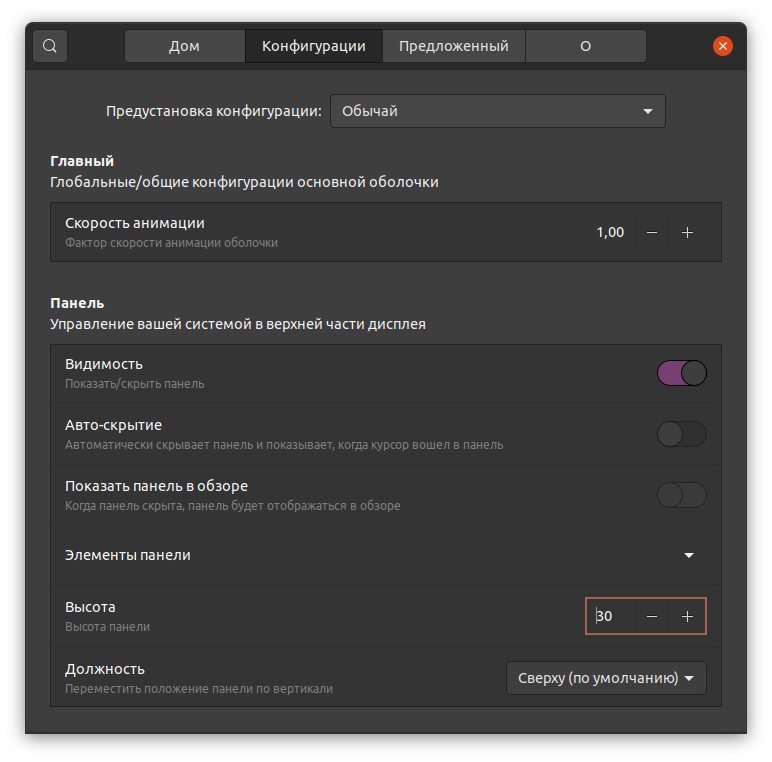 Дом Конфигурации Предложенный О
Предустановка конфигурации: Обычай
Главный
Глобальные/общие конфигурации основной оболочки
Скорость анимации
1,00
Фактор скорости анимации оболочки
Панель
Управление вашей системой в верхней части дисплея
Видимость
Показать/скрыть панель
Авто-скрытие
Автоматически скрывает панель и показывает, когда курсор вошел в панель
Показать панель в обзоре
Когда панель скрыта, панель будет отображаться в обзоре
Элементы панели
Высота
30
Высота панели
Должность
Сверху (по умолчанию)
Переместить положение панели по вертикали